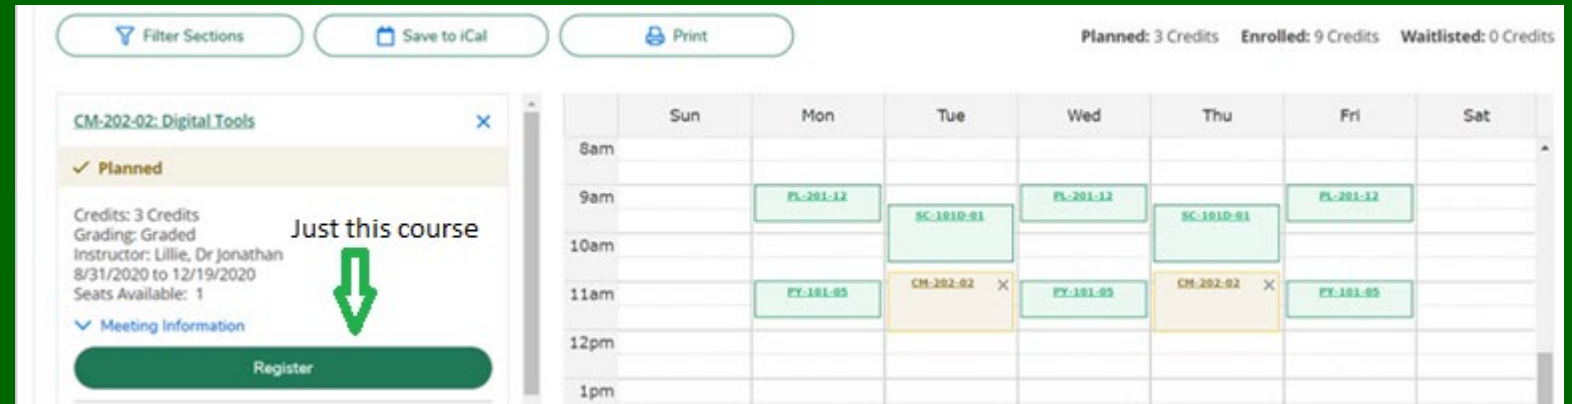 Filter Sections Save to iCal Print
Planned: 3 Credits Enrolled: 9 Credits Waitlisted: 0 Credits
CM-202-02: Digital Tools
✓ Planned
Credits: 3 Credits
Grading: Graded
Instructor: Lillie, Dr Jonathan
8/31/2020 to 12/19/2020
Seats Available: 1
Just this course
Meeting Information
Register
Sun Mon Tue Wed Thu Fri Sat
8am
9am PL-201-12 PL-201-12 PL-201-12
SC-101D-01 SC-101D-01
10am
CM-202-02 CM-202-02
11am PY-101-05 PY-101-05 PY-101-05
12pm
1pm